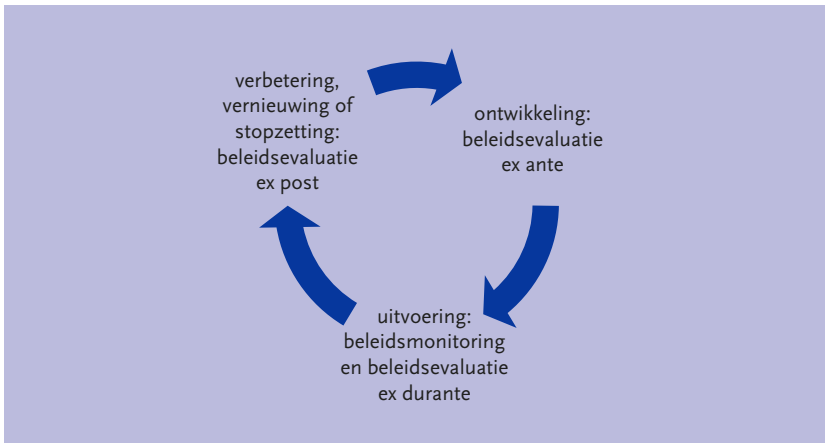 verbetering,
vernieuwing of
stopzetting:
beleidsevaluatie
ex post
ontwikkeling:
beleidsevaluatie
ex ante
uitvoering:
beleidsmonitoring
en beleidsevaluatie
ex durante